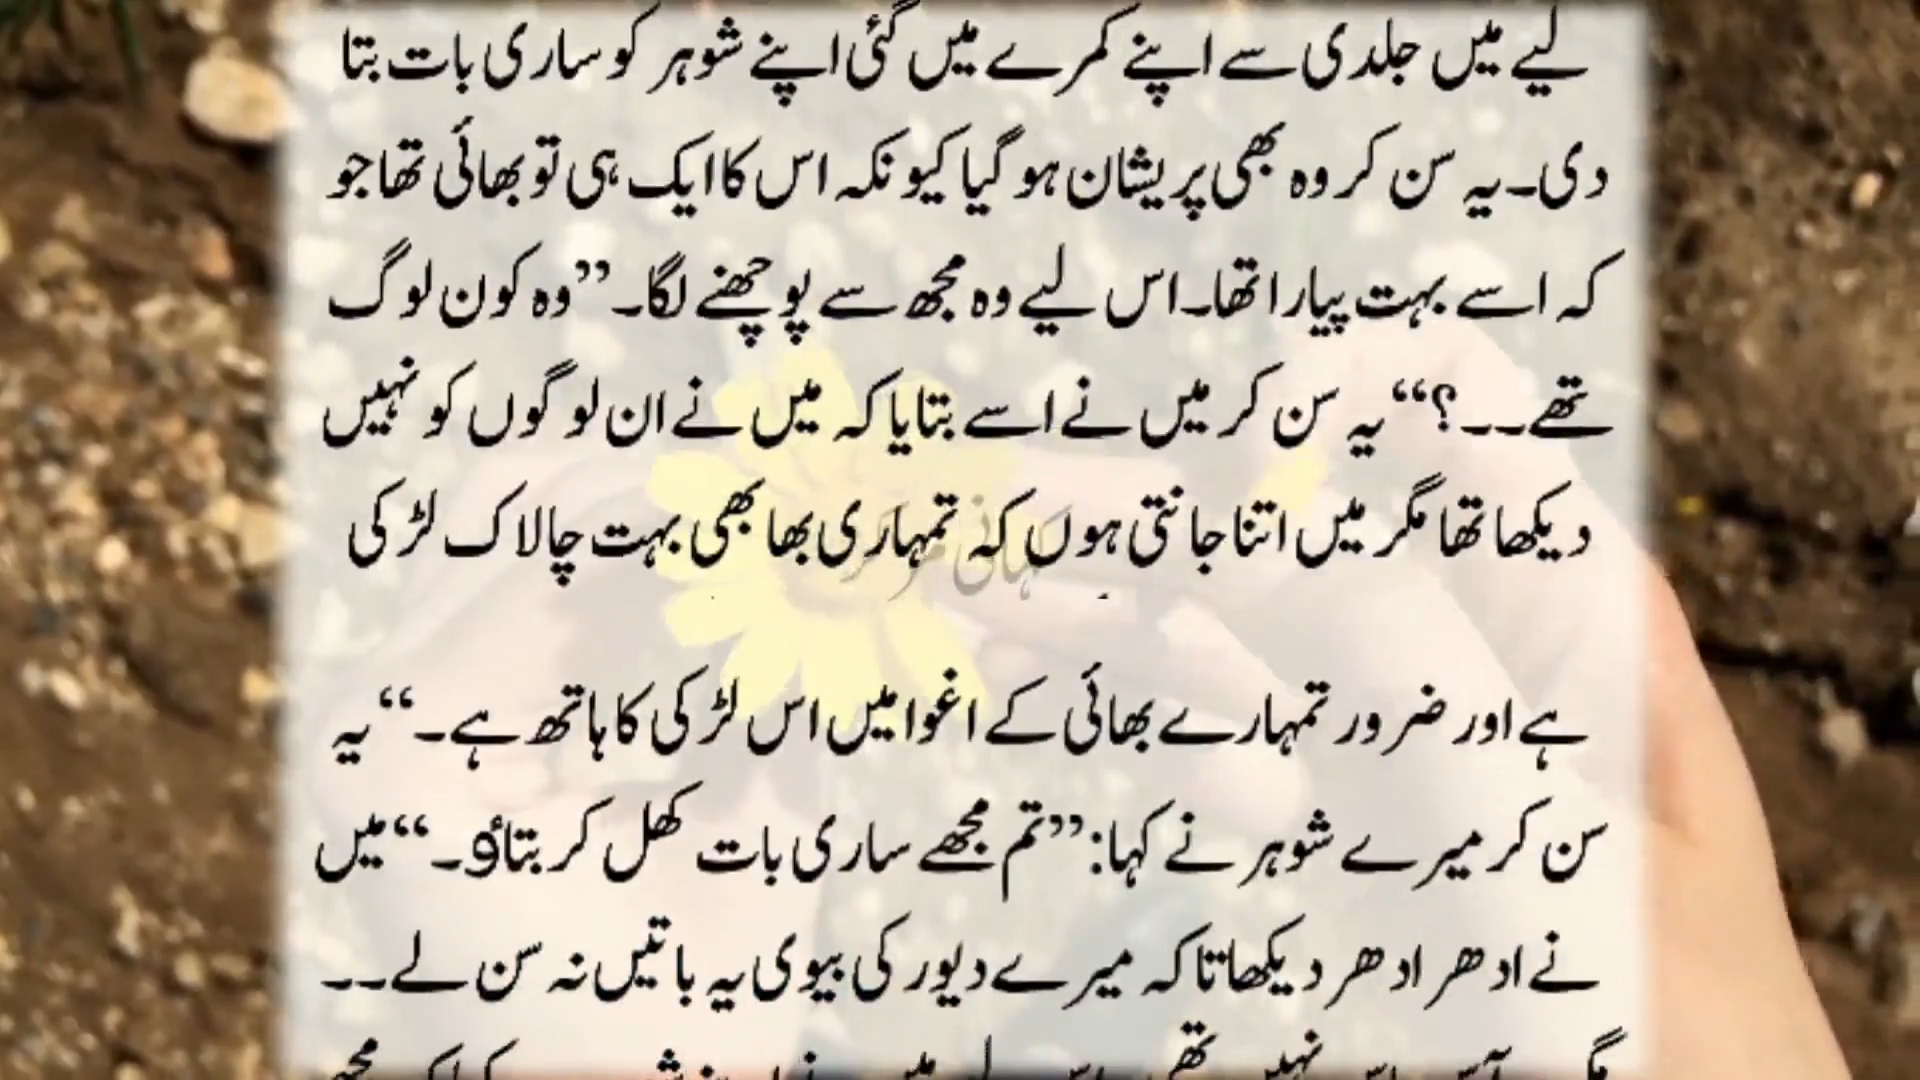 لیے میں جلدی سے اپنے کمرے میں گئی اپنے شوہر کو ساری بات بتا
دی۔ یہ سن کر وہ بھی پریشان ہو گیا کیونکہ اس کا ایک ہی تو بھائی تھا جو
کہ اسے بہت پیارا تھا۔ اس لیے وہ مجھ سے پوچھنے لگا۔ ”وہ کون لوگ
تھے۔۔؟“ یہ سن کر میں نے اسے بتایا کہ میں نے ان لوگوں کو نہیں
دیکھا تھا مگر میں اتنا جانتی ہوں کہ تمہاری بھابھی بہت چالاک لڑکی
ہے اور ضرور تمہارے بھائی کے اغوا میں اس لڑکی کا ہاتھ ہے۔“ یہ
سن کر میرے شوہر نے کہا: ”تم مجھے ساری بات کھل کر بتاؤ۔“ میں
نے ادھر ادھر دیکھا تا کہ میرے دیور کی بیوی یہ باتیں نہ سن لے۔۔